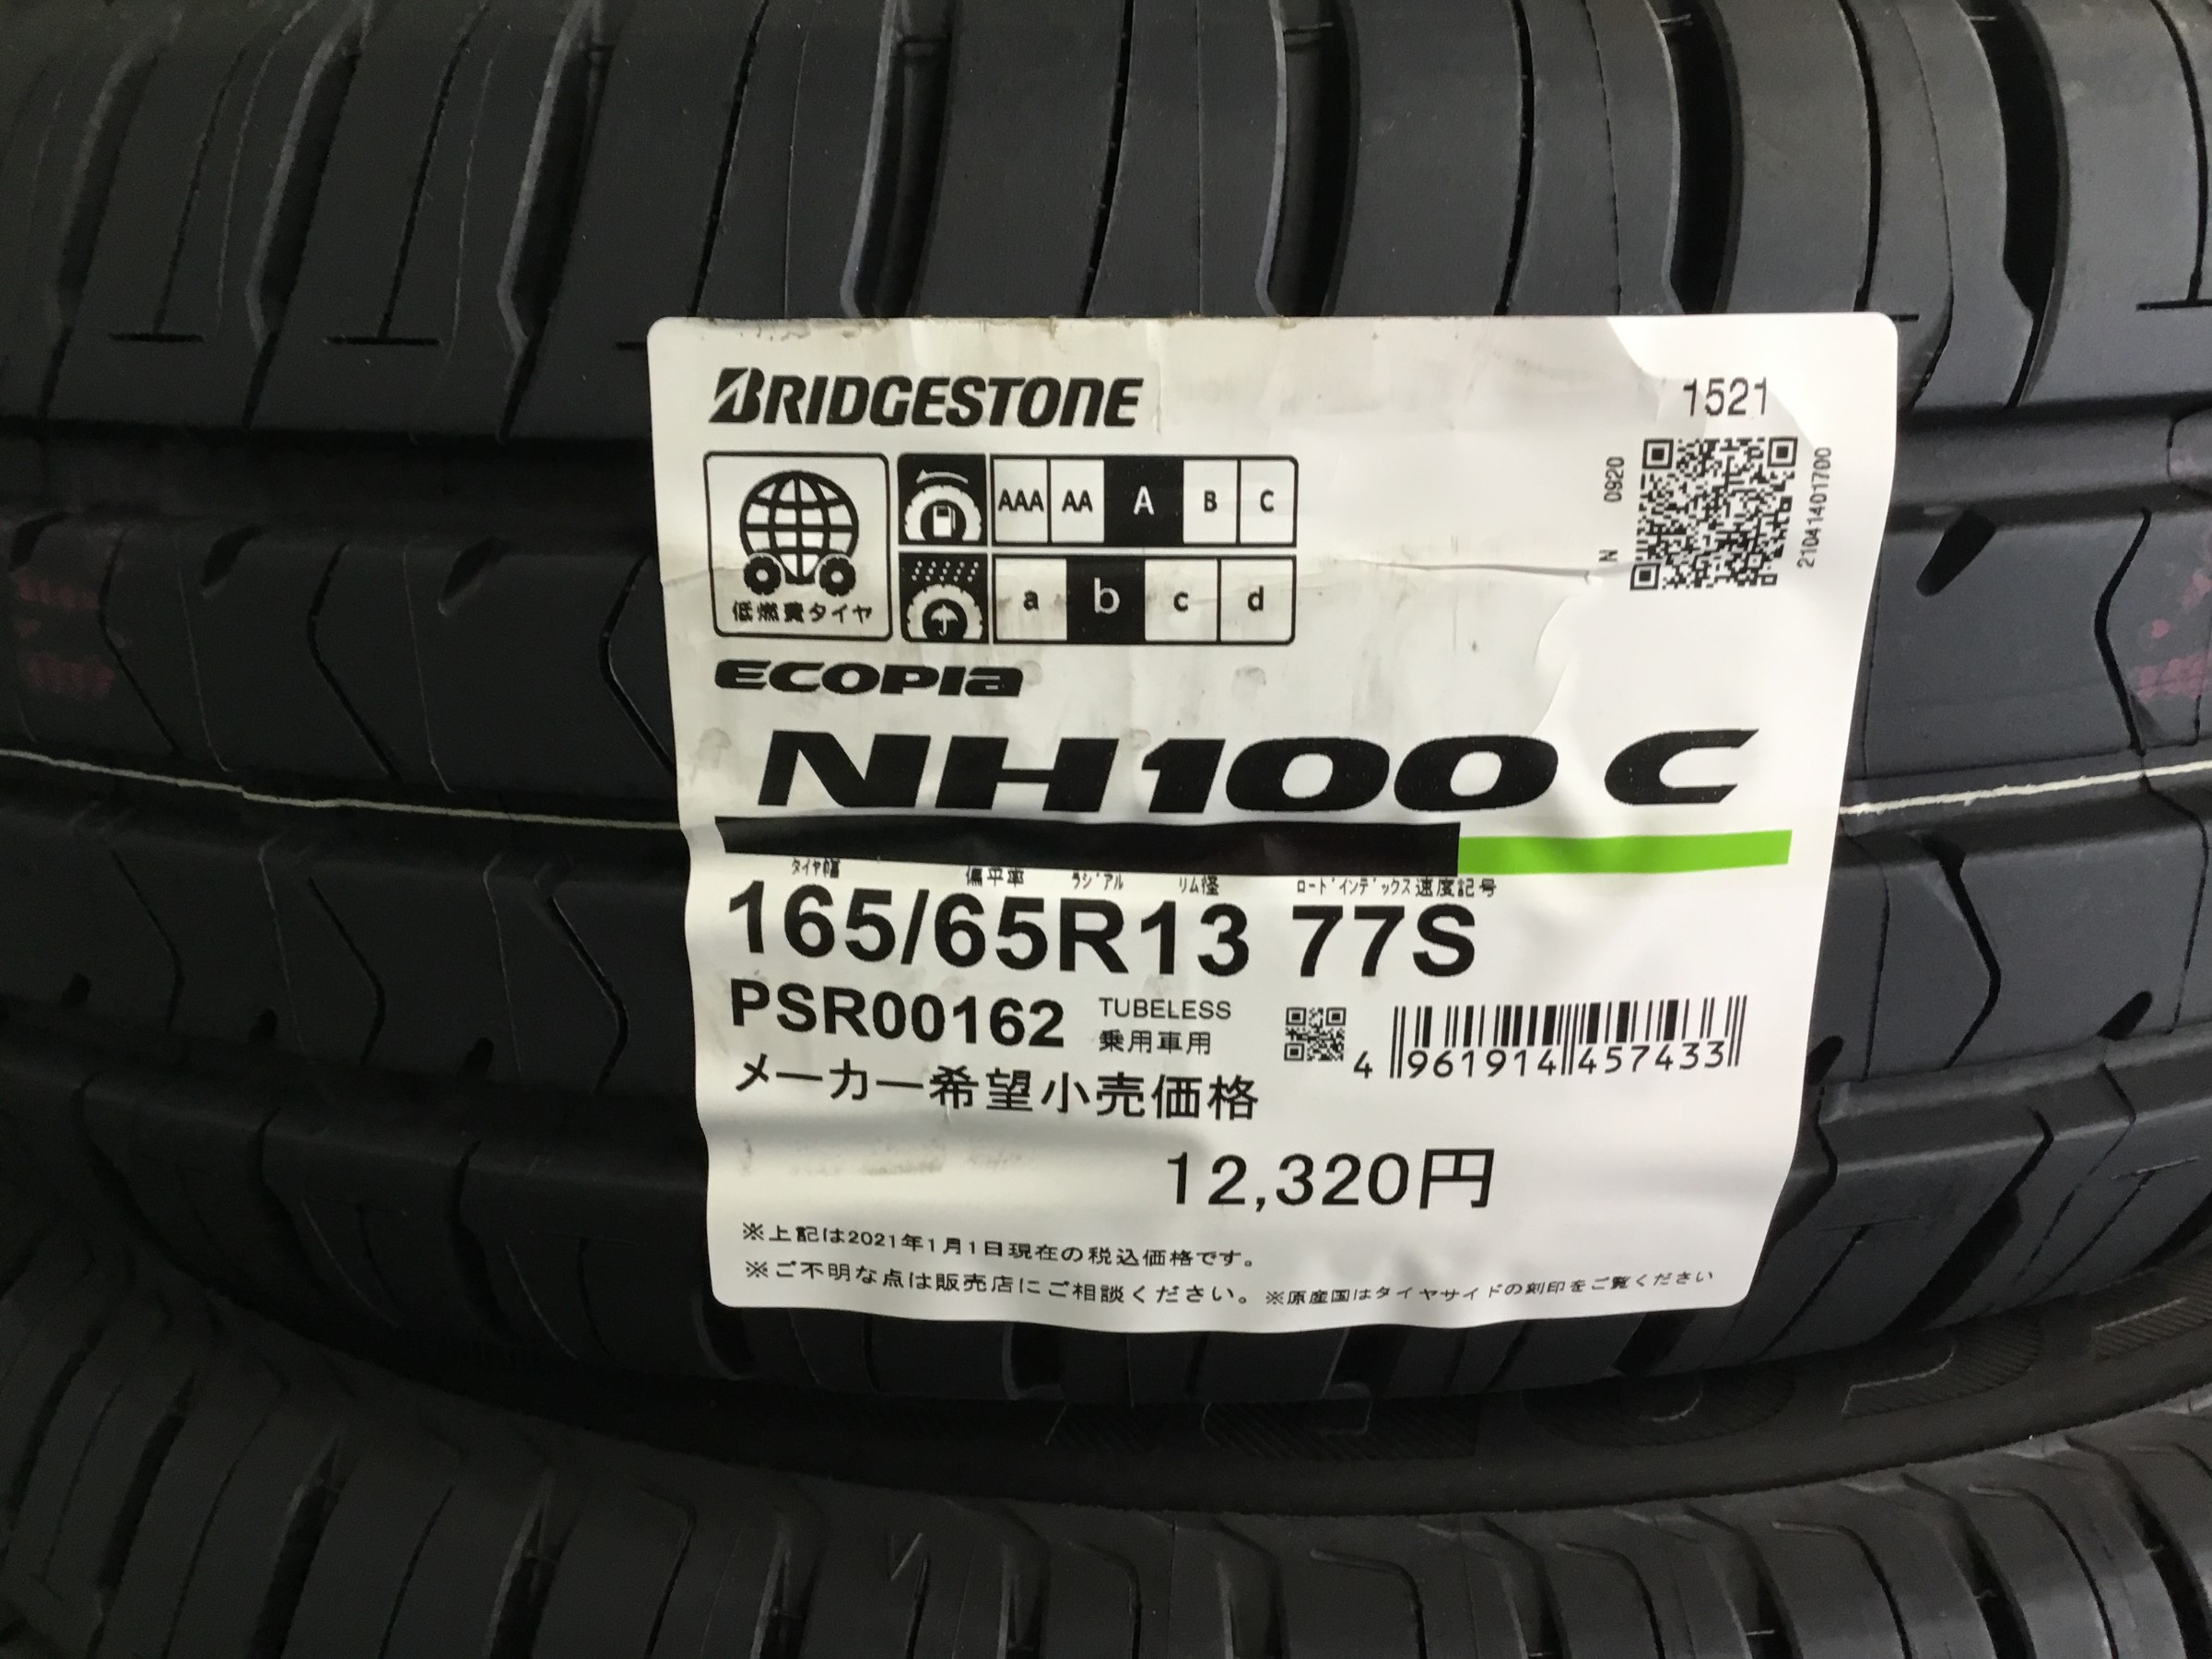 BRIDGESTONE
1521
低燃費タイヤ
AAA AA A B C
a b c d
N 0920
21041401700
ECOPIA
NH100 C
タイヤ幅 偏平率 ラジアル リム径 ロードインデックス 速度記号
165/65R13 77S
PSR00162 TUBELESS
乗用車用
4 961914 457433
メーカー希望小売価格
12,320円
※上記は2021年1月1日現在の税込価格です。
※ご不明な点は販売店にご相談ください。※原産国はタイヤサイドの刻印をご覧ください